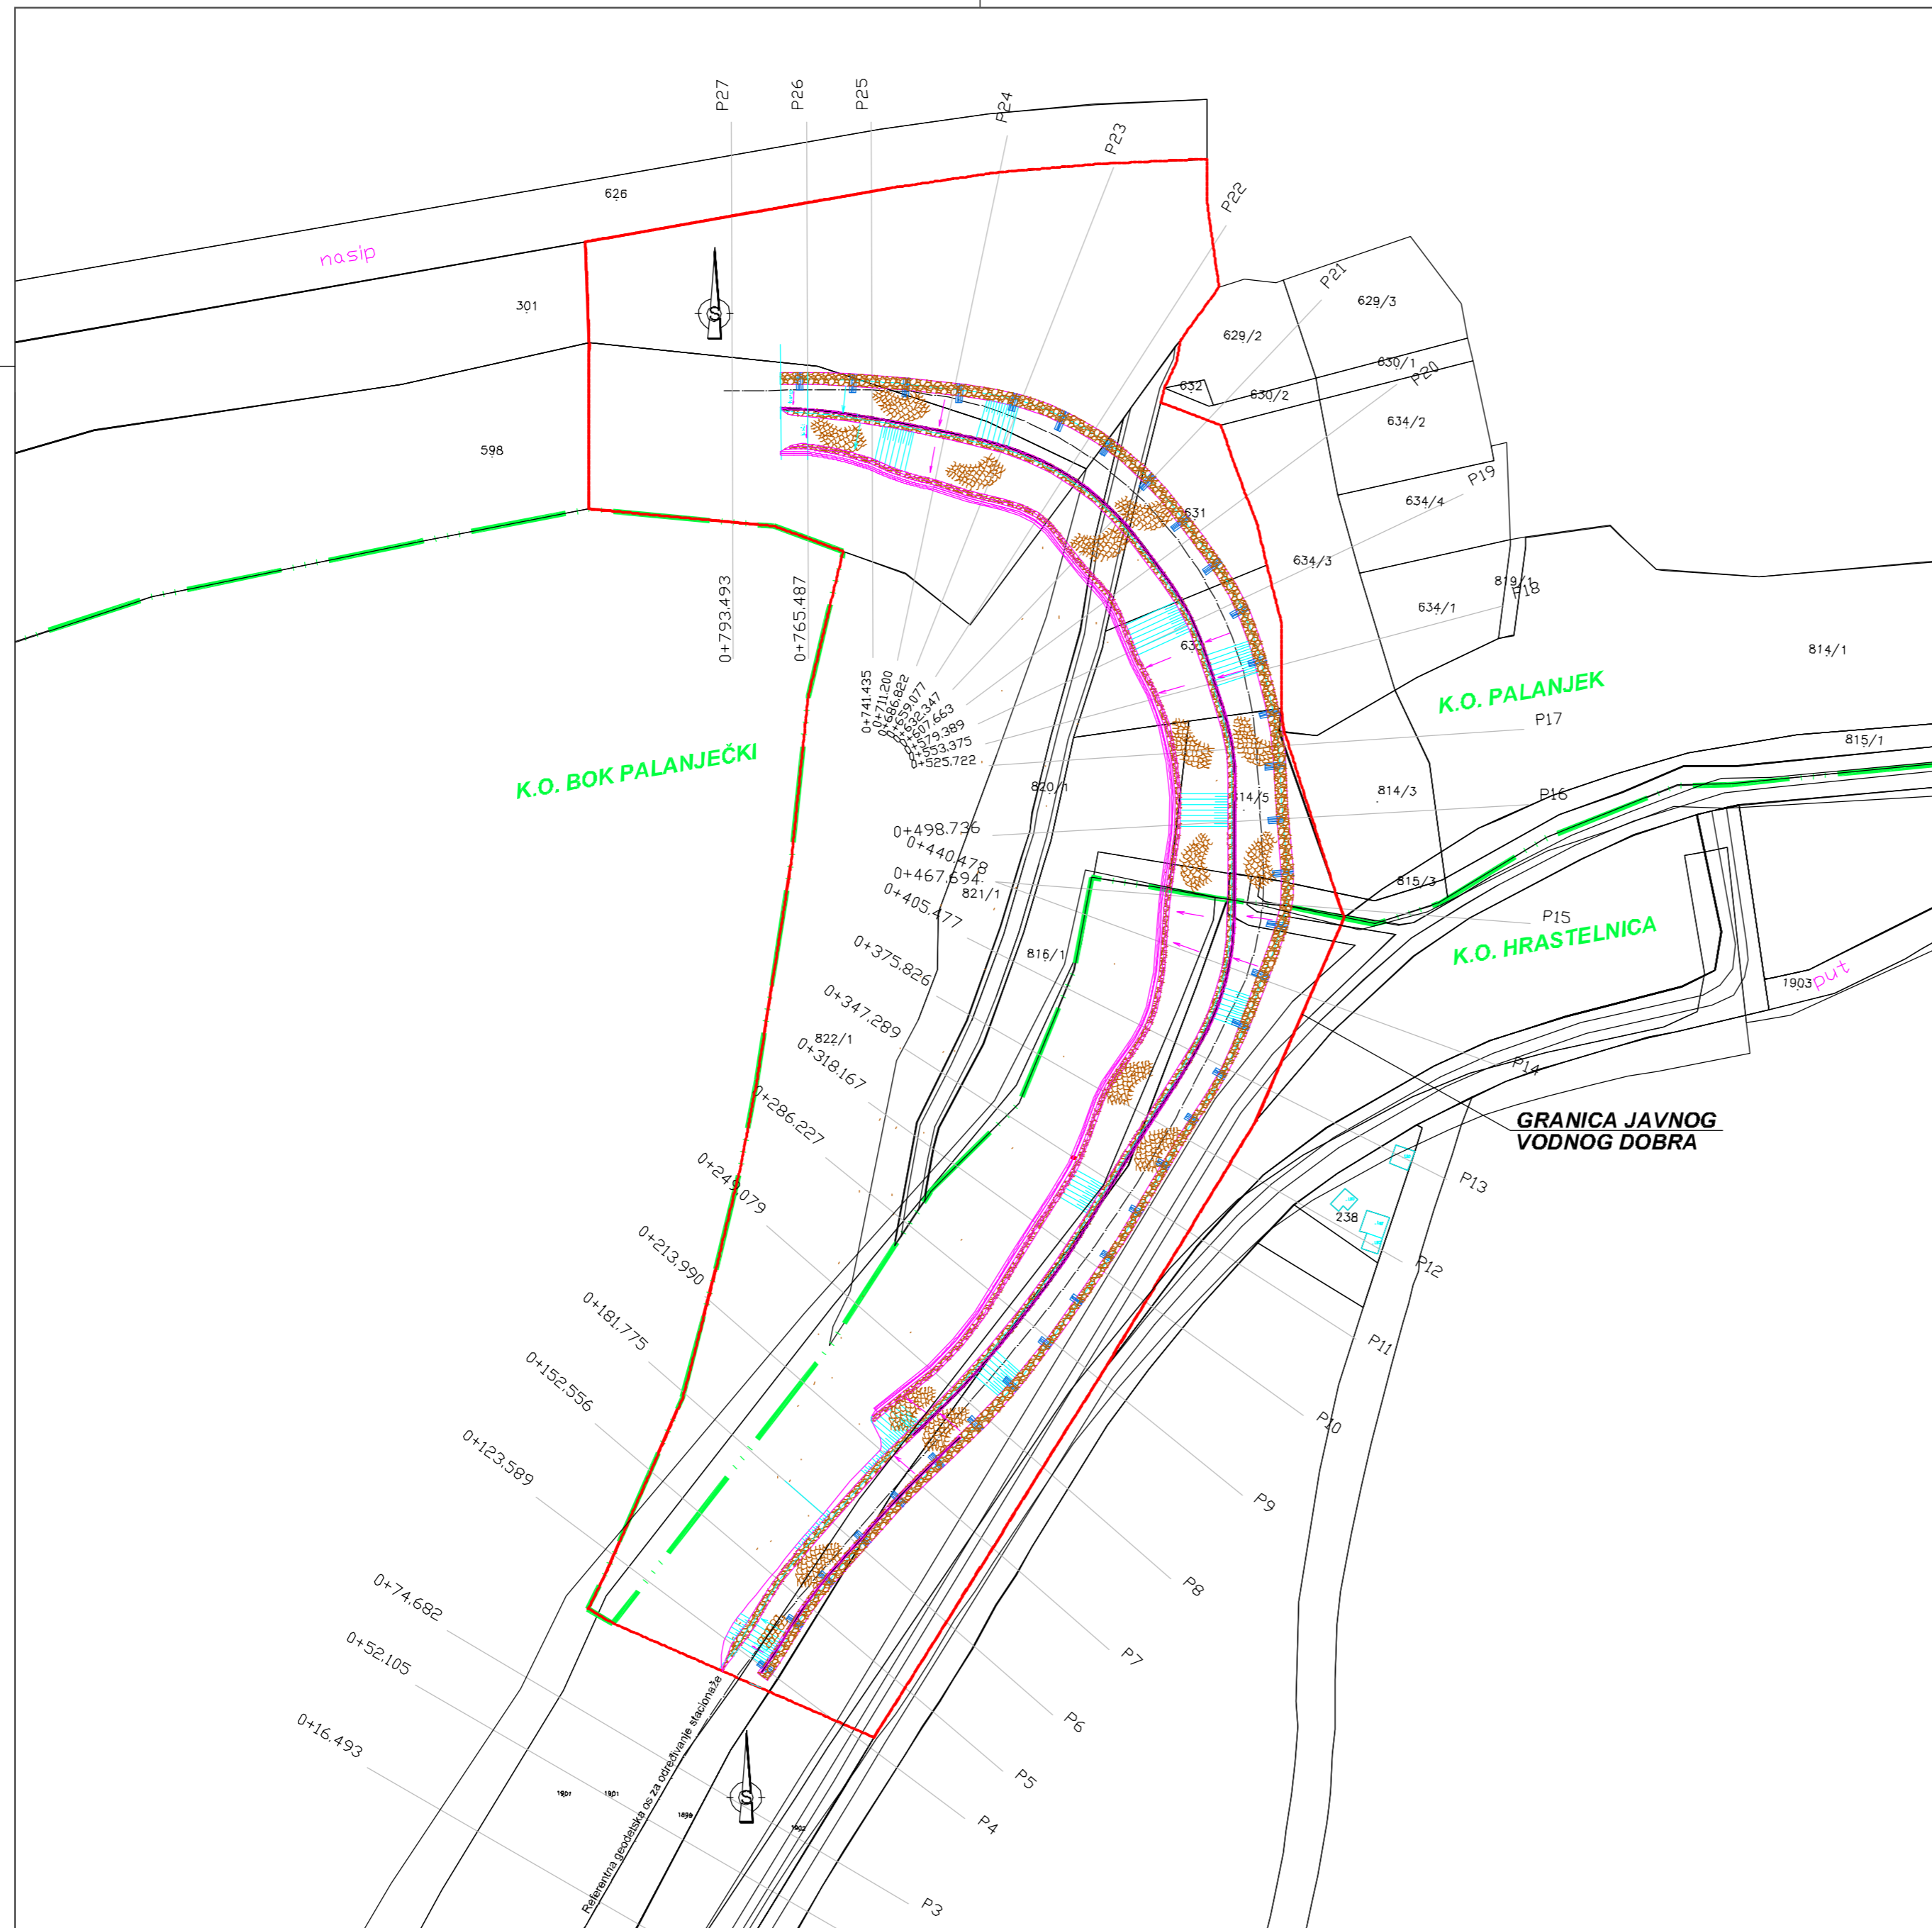 P27
P26
P25
P24
P23
P22
P21
P20
P19
P18
P17
P16
P15
P14
P13
P12
P11
P10
P9
P8
P7
P6
P5
P4
P3
626
nasip
301
598
S
629/3
629/2
630/1
632
630/2
634/2
634/4
631
634/3
819/1
634/1
814/1
K.O. PALANJEK
815/1
0+793.493
0+765.487
0+741.435
0+711.200
0+686.822
0+659.077
0+632.347
0+607.663
0+579.389
0+553.375
0+525.722
K.O. BOK PALANJEČKI
820/1
814/3
0+498.736
0+440.478
0+467.694
821/1
815/3
0+405.477
K.O. HRASTELNICA
816/1
1903
put
0+375.826
0+347.289
822/1
0+318.167
0+286.227
GRANICA JAVNOG
VODNOG DOBRA
238
0+249.079
0+213.990
0+181.775
0+152.556
0+123.589
0+74.682
0+52.105
0+16.493
Referentna geodetska os za određivanje stacionaže
S
1901
1901
1899
1902